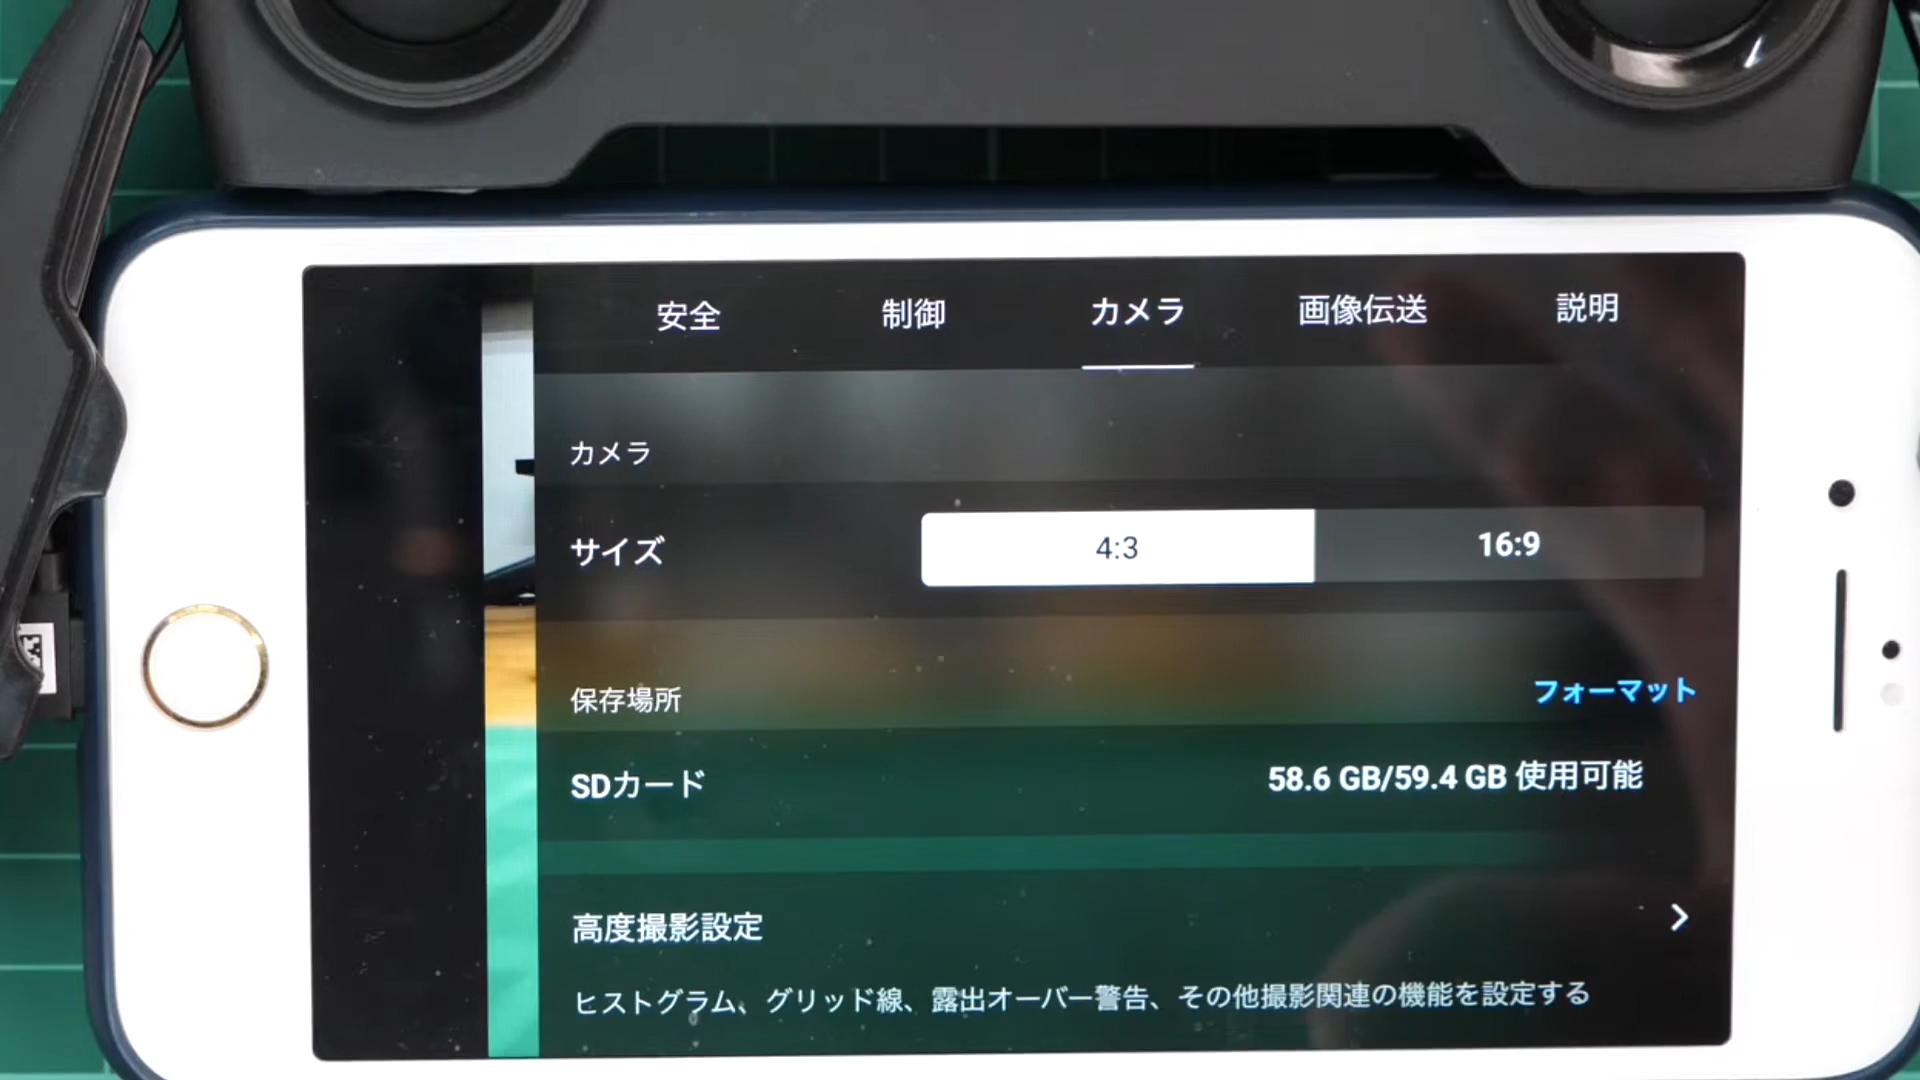 安全 制御 カメラ 画像伝送 説明
カメラ
サイズ 4:3 16:9
保存場所 フォーマット
SDカード 58.6 GB/59.4 GB 使用可能
高度撮影設定
ヒストグラム、グリッド線、露出オーバー警告、その他撮影関連の機能を設定する